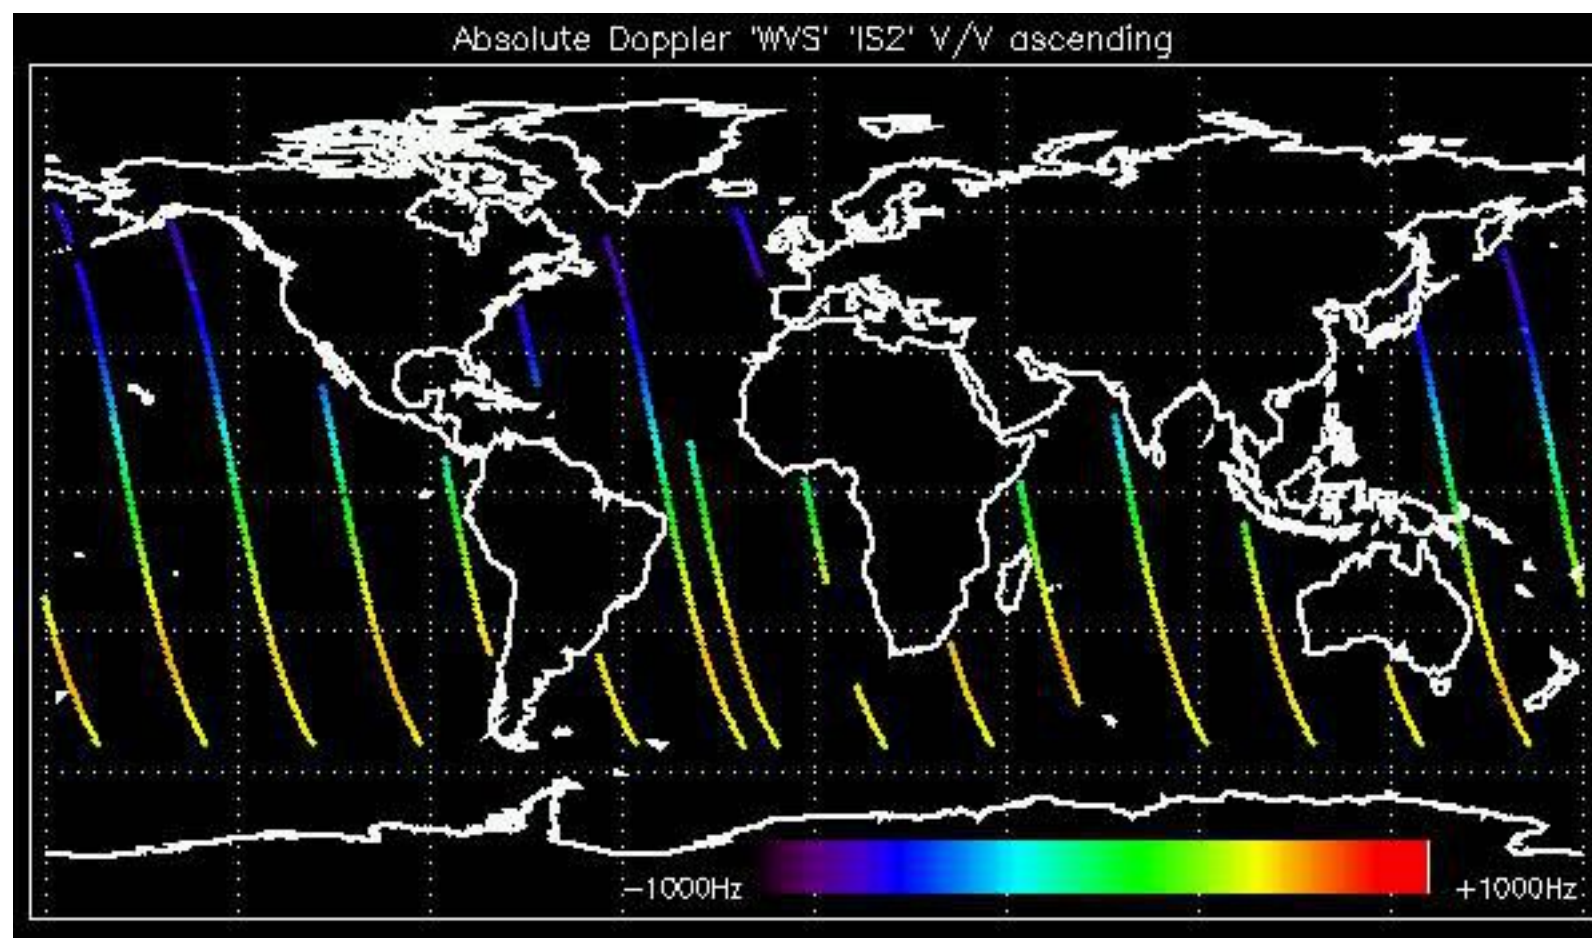 Absolute Doppler 'WVS' 'IS2' V/V ascending
-1000Hz
+1000Hz